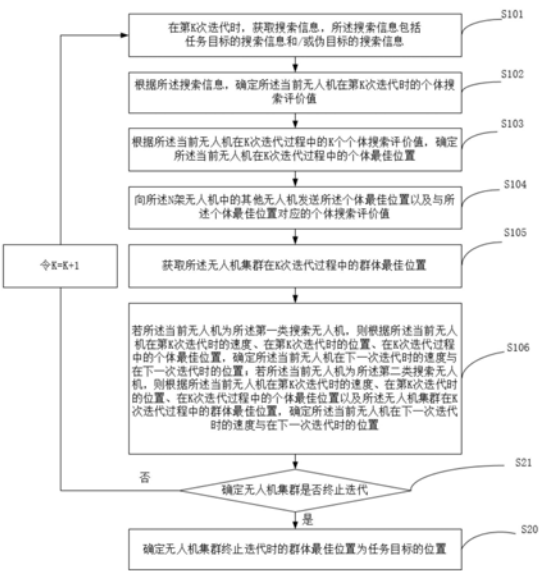 S101
在第K次迭代时，获取搜索信息，所述搜索信息包括
任务目标的搜索信息和/或伪目标的搜索信息
S102
根据所述搜索信息，确定所述当前无人机在第K次迭代时的个体搜
索评价值
S103
根据所述当前无人机在K次迭代过程中的K个个体搜索评价值，确定
所述当前无人机在K次迭代过程中的个体最佳位置
S104
向所述N架无人机中的其他无人机发送所述个体最佳位置以及与所
述个体最佳位置对应的个体搜索评价值
S105
令K=K+1
获取所述无人机集群在K次迭代过程中的群体最佳位置
若所述当前无人机为所述第一类搜索无人机，则根据所述当前无人
机在第K次迭代时的速度、在第K次迭代时的位置、在K次迭代过程
中的个体最佳位置，确定所述当前无人机在下一次迭代时的速度与
在下一次迭代时的位置；若所述当前无人机为所述第二类搜索无人
机，则根据所述当前无人机在第K次迭代时的速度、在第K次迭代时
的位置、在K次迭代过程中的个体最佳位置以及所述无人机集群在K
次迭代过程中的群体最佳位置，确定所述当前无人机在下一次迭代
时的速度与在下一次迭代时的位置
S106
S21
否
确定无人机集群是否终止迭代
是
S20
确定无人机集群终止迭代时的群体最佳位置为任务目标的位置